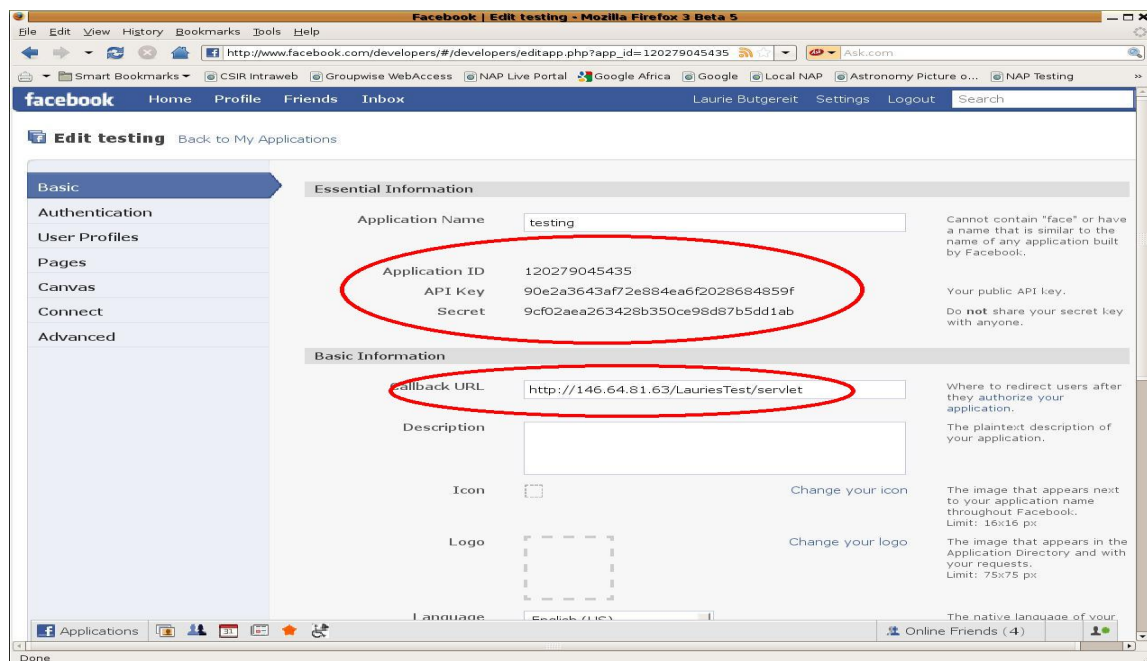 Facebook | Edit testing - Mozilla Firefox 3 Beta 5
File Edit View History Bookmarks Tools Help
http://www.facebook.com/developers/#/developers/editapp.php?app_id=120279045435
Ask.com
Smart Bookmarks CSIR Intraweb Groupwise WebAccess NAP Live Portal Google Africa Google Local NAP Astronomy Picture o... NAP Testing »
facebook Home Profile Friends Inbox Laurie Butgereit Settings Logout Search
Edit testing Back to My Applications
Basic
Authentication
User Profiles
Pages
Canvas
Connect
Advanced
Essential Information
Application Name testing
Cannot contain "face" or have
a name that is similar to the
name of any application built
by Facebook.
Application ID 120279045435
API Key 90e2a3643af72e884ea6f2028684859f
Your public API key.
Secret 9cf02aea263428b350ce98d87b5dd1ab
Do not share your secret key
with anyone.
Basic Information
Callback URL http://146.64.81.63/LauriesTest/servlet
Where to redirect users after
they authorize your
application.
Description
The plaintext description of
your application.
Icon Change your icon
The image that appears next
to your application name
throughout Facebook.
Limit: 16x16 px
Logo Change your logo
The image that appears in the
Application Directory and with
your requests.
Limit: 75x75 px
Language English (US)
The native language of your
Applications 31 Online Friends (4) 1
Done